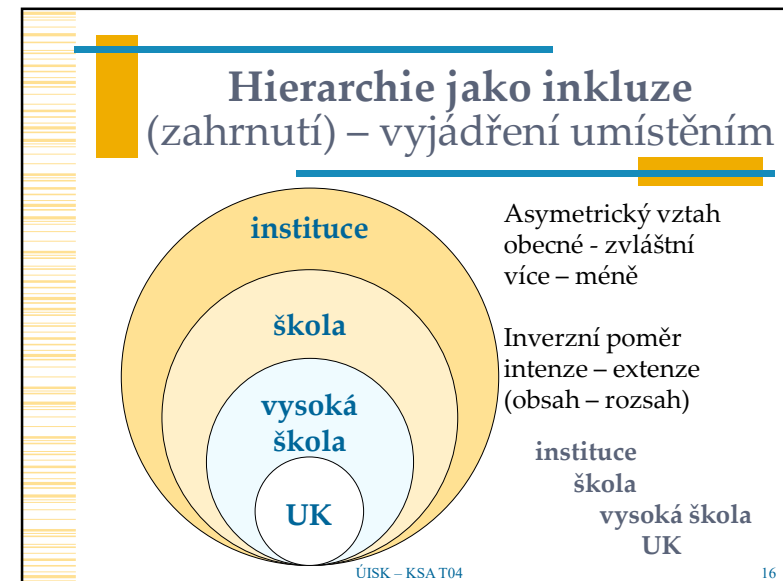 Hierarchie jako inkluze
(zahrnutí) – vyjádření umístěním
instituce
škola
vysoká
škola
UK
Asymetrický vztah
obecné - zvláštní
více – méně
Inverzní poměr
intenze – extenze
(obsah – rozsah)
instituce
škola
vysoká škola
UK
ÚISK – KSA T04
16